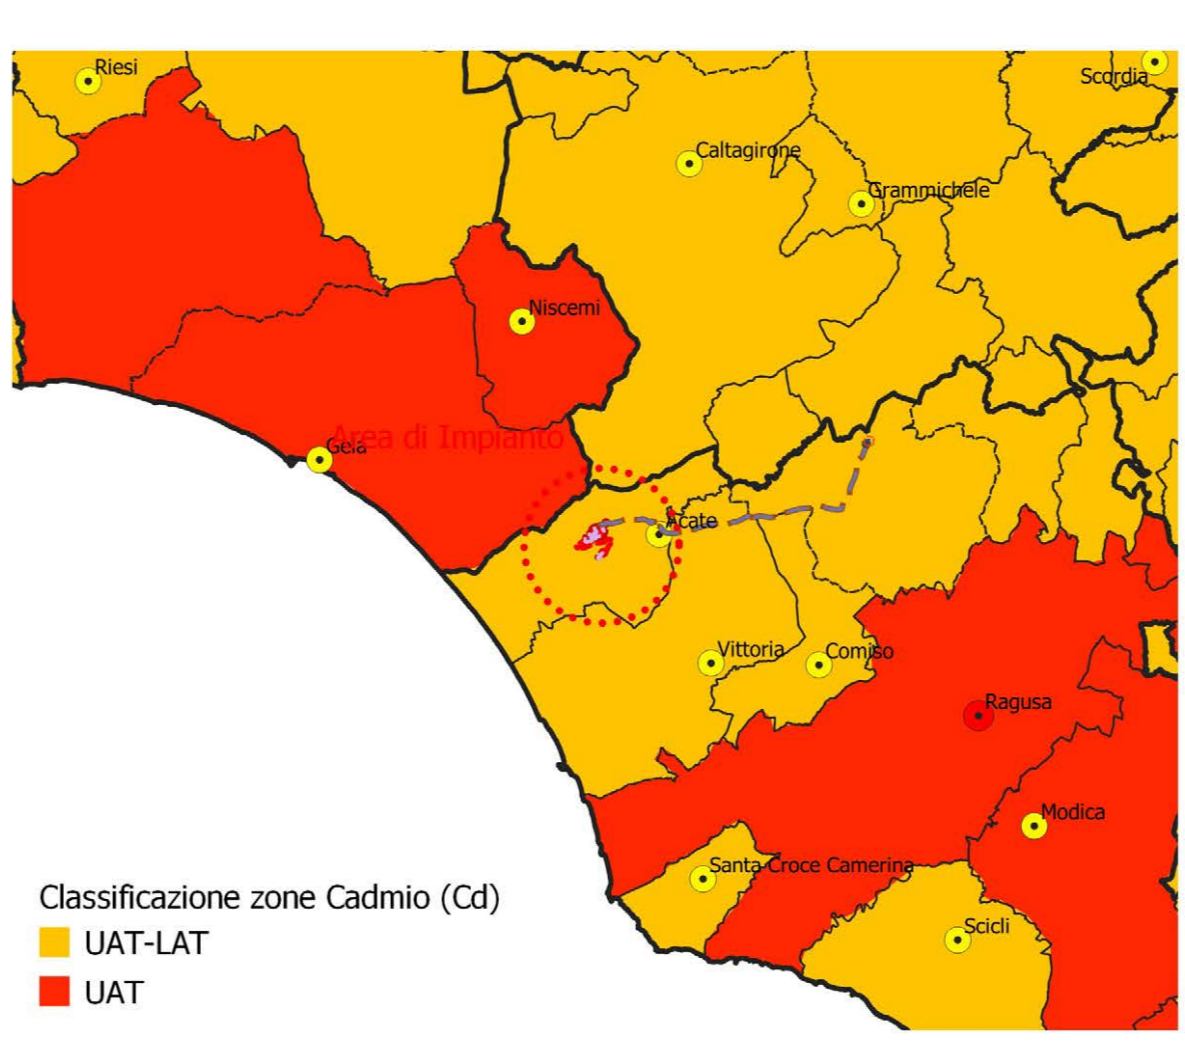 Riesi
Scordia
Caltagirone
Grammichele
Niscemi
Area di Impianto
Gela
Acate
Vittoria
Comiso
Ragusa
Modica
Santa Croce Camerina
Scicli
Classificazione zone Cadmio (Cd)
UAT-LAT
UAT